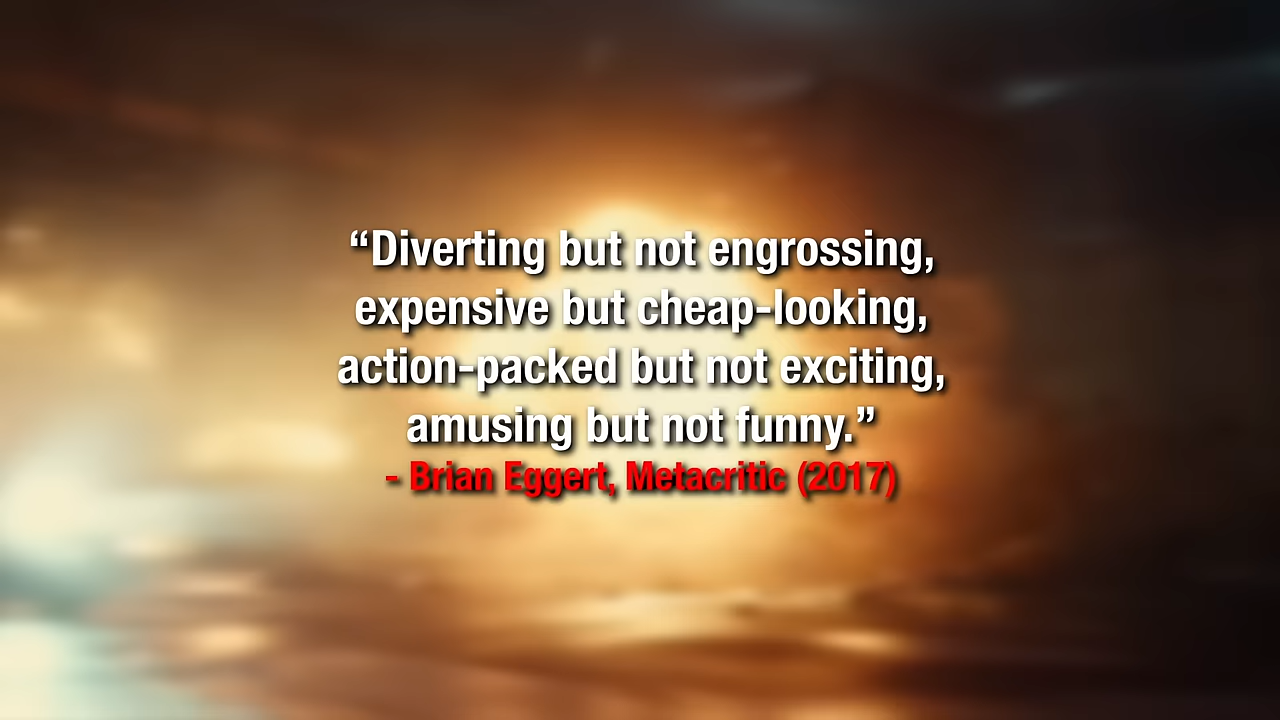 “Diverting but not engrossing,
expensive but cheap-looking,
action-packed but not exciting,
amusing but not funny.”
- Brian Eggert, Metacritic (2017)